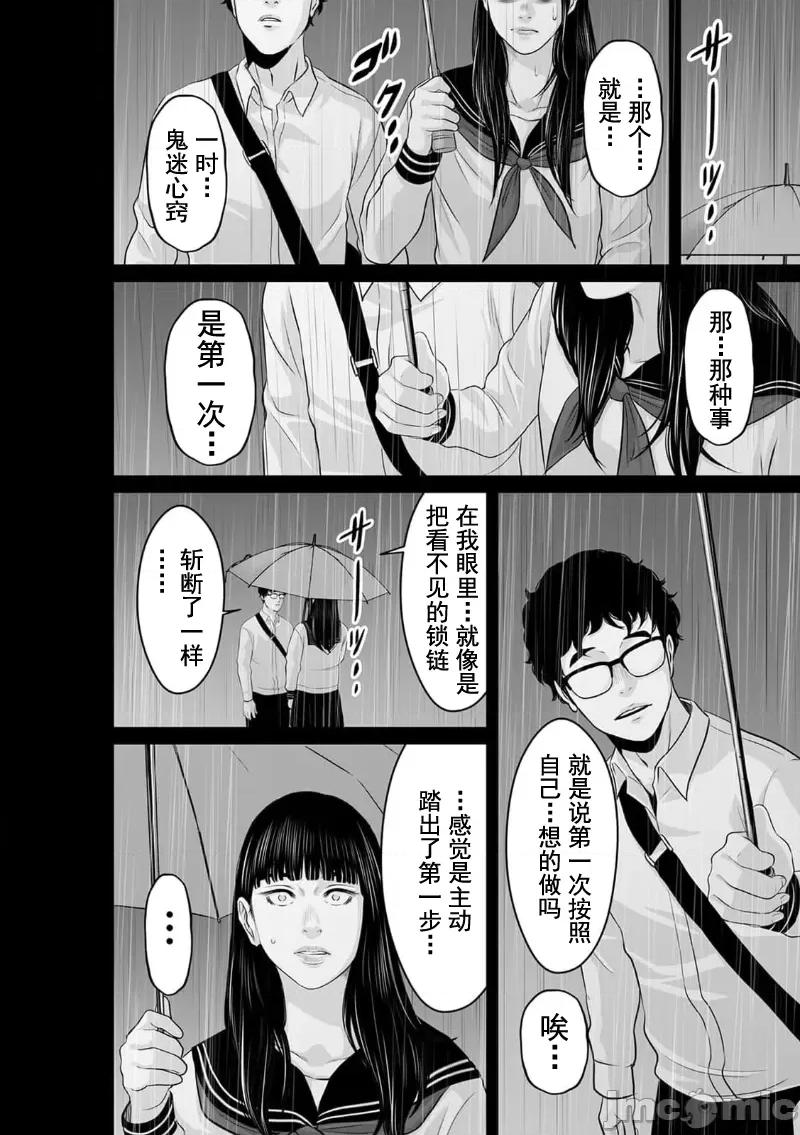 …那个…
就是…
ザー…ッ
ゴク…
一时…
鬼迷心窍
那…那种事
是第一次…
就是说第一次按照
自己…想的做吗
唉…
在我眼里…就像是
把看不见的锁链
斩断了一样
……
ザー…ッ
…感觉是主动
踏出了第一步…
…
jmcomic